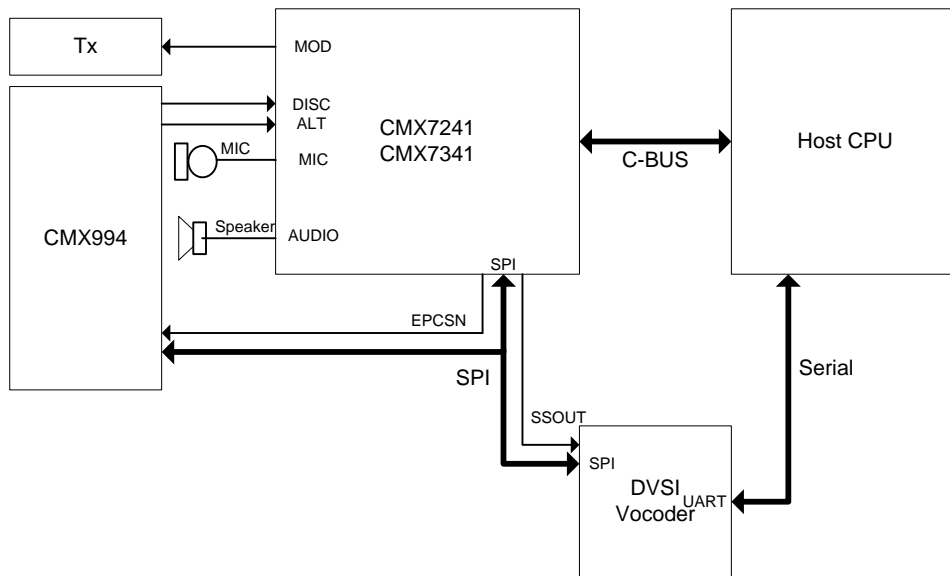 Tx
MOD
DISC
ALT
CMX7241
CMX7341
MIC
MIC
C-BUS
Host CPU
CMX994
Speaker
AUDIO
SPI
EPCSN
SPI
Serial
SSOUT
SPI
DVSI
Vocoder
UART